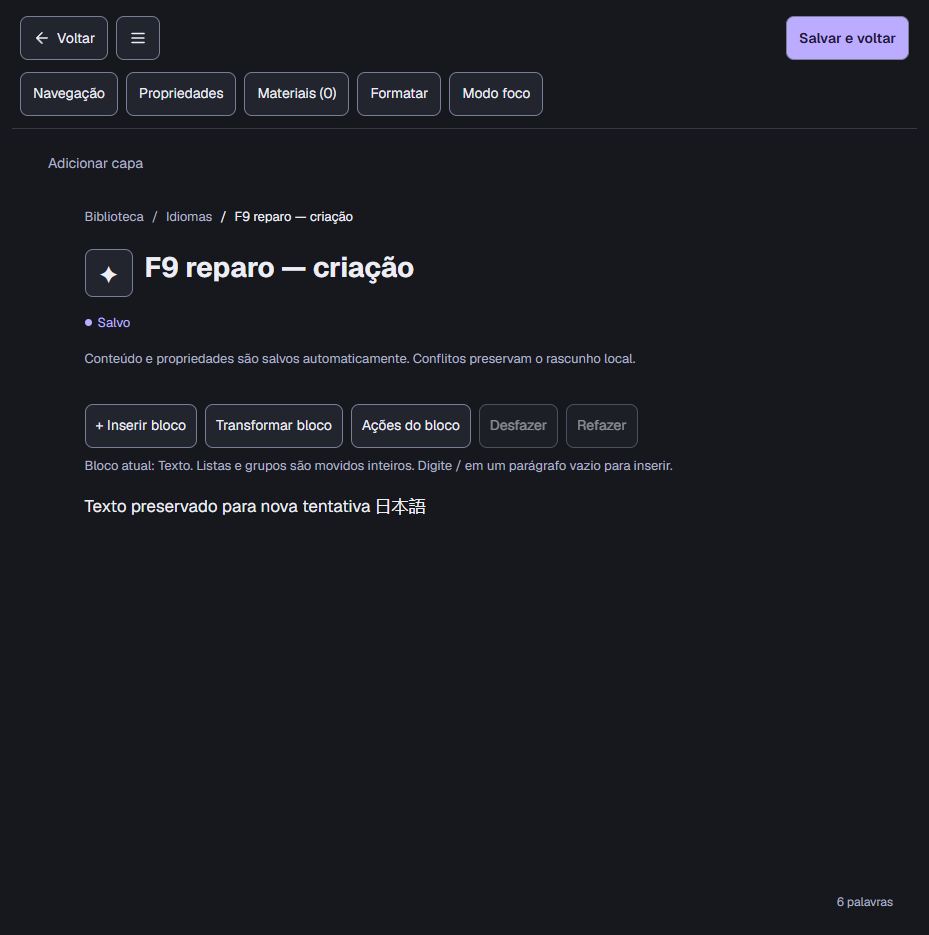 Voltar
Salvar e voltar
Navegação Propriedades Materiais (0) Formatar Modo foco
Adicionar capa
Biblioteca / Idiomas / F9 reparo — criação
F9 reparo — criação
Salvo
Conteúdo e propriedades são salvos automaticamente. Conflitos preservam o rascunho local.
+ Inserir bloco Transformar bloco Ações do bloco Desfazer Refazer
Bloco atual: Texto. Listas e grupos são movidos inteiros. Digite / em um parágrafo vazio para inserir.
Texto preservado para nova tentativa 日本語
6 palavras